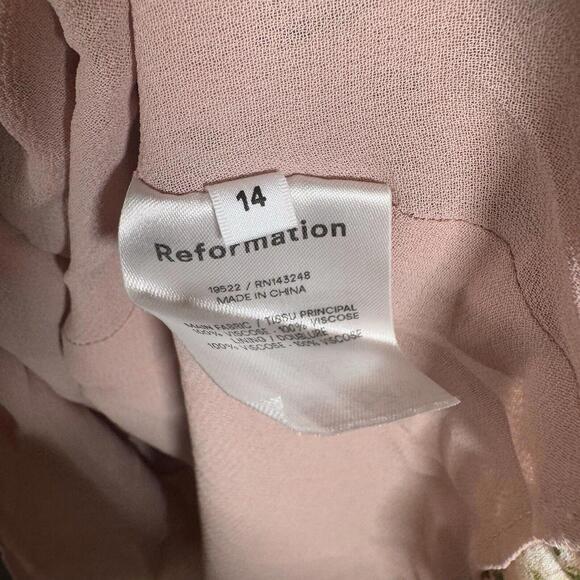 14
Reformation
19522 / RN143248
MADE IN CHINA
MAIN FABRIC / TISSU PRINCIPAL
100% VISCOSE - 100% VISCOSE
LINING / DOUBLURE
100% VISCOSE - 100% VISCOSE